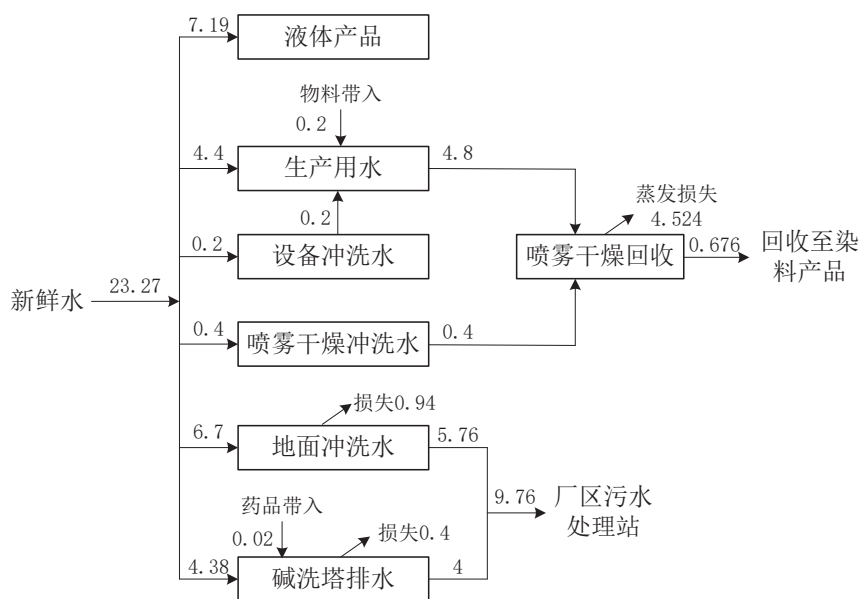 7.19
液体产品
物料带入
0.2
4.4
生产用水
4.8
0.2
蒸发损失
4.524
0.2
设备冲洗水
喷雾干燥回收
0.676
回收至染
料产品
新鲜水
23.27
0.4
喷雾干燥冲洗水
0.4
损失0.94
6.7
地面冲洗水
5.76
药品带入
0.02
损失0.4
9.76
厂区污水
处理站
4.38
碱洗塔排水
4